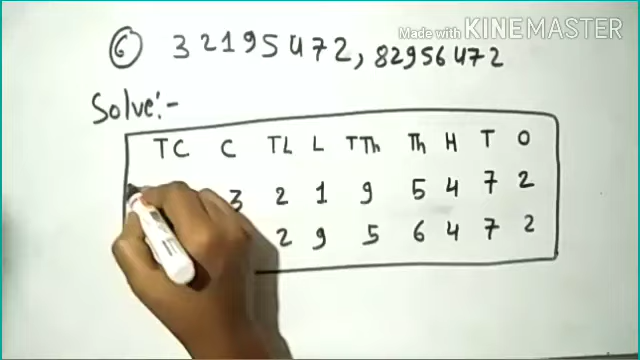 Made with KINEMASTER
6 32195472, 82956472
Solve:-
TC C TL L TTh Th H T O
3 2 1 9 5 4 7 2
2 9 5 6 4 7 2